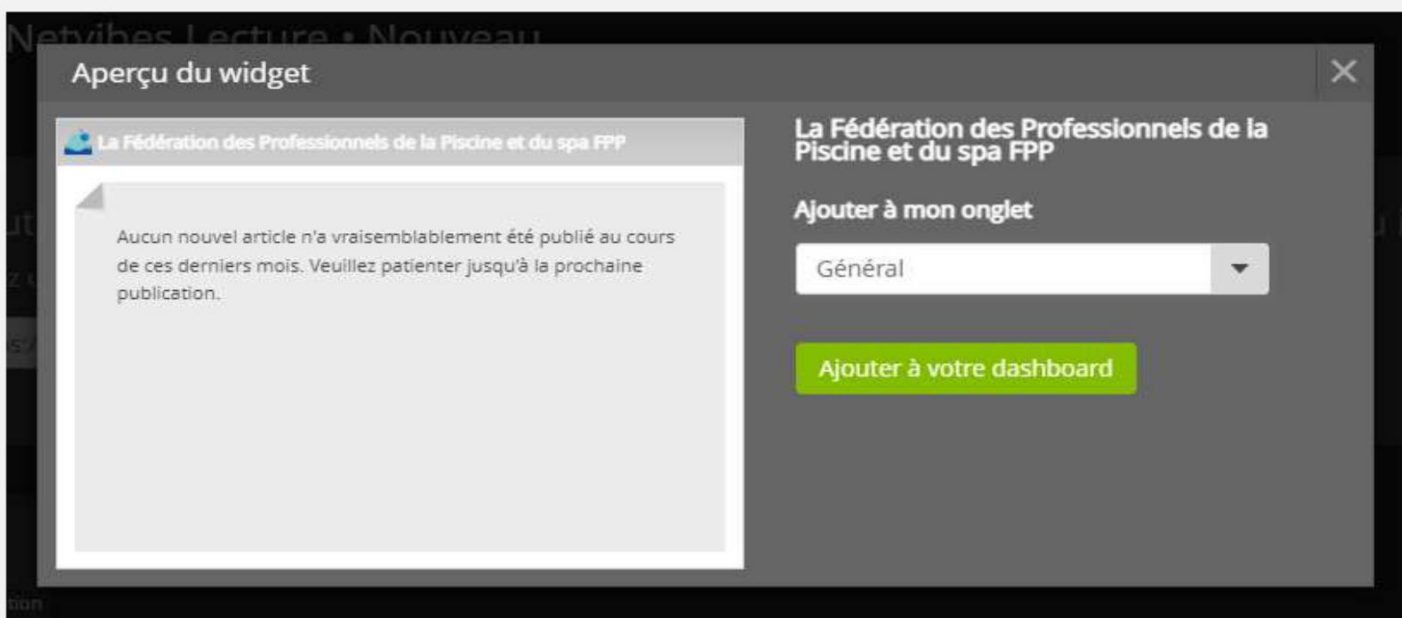 Netvibes Lecture • Nouveau
Aperçu du widget
La Fédération des Professionnels de la Piscine et du spa FPP
Aucun nouvel article n'a vraisemblablement été publié au cours
de ces derniers mois. Veuillez patienter jusqu'à la prochaine
publication.
La Fédération des Professionnels de la
Piscine et du spa FPP
Ajouter à mon onglet
Général
Ajouter à votre dashboard